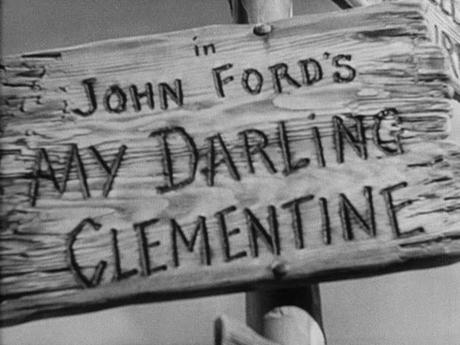 in
JOHN FORD'S
MY DARLiNG
CLEMENTINE